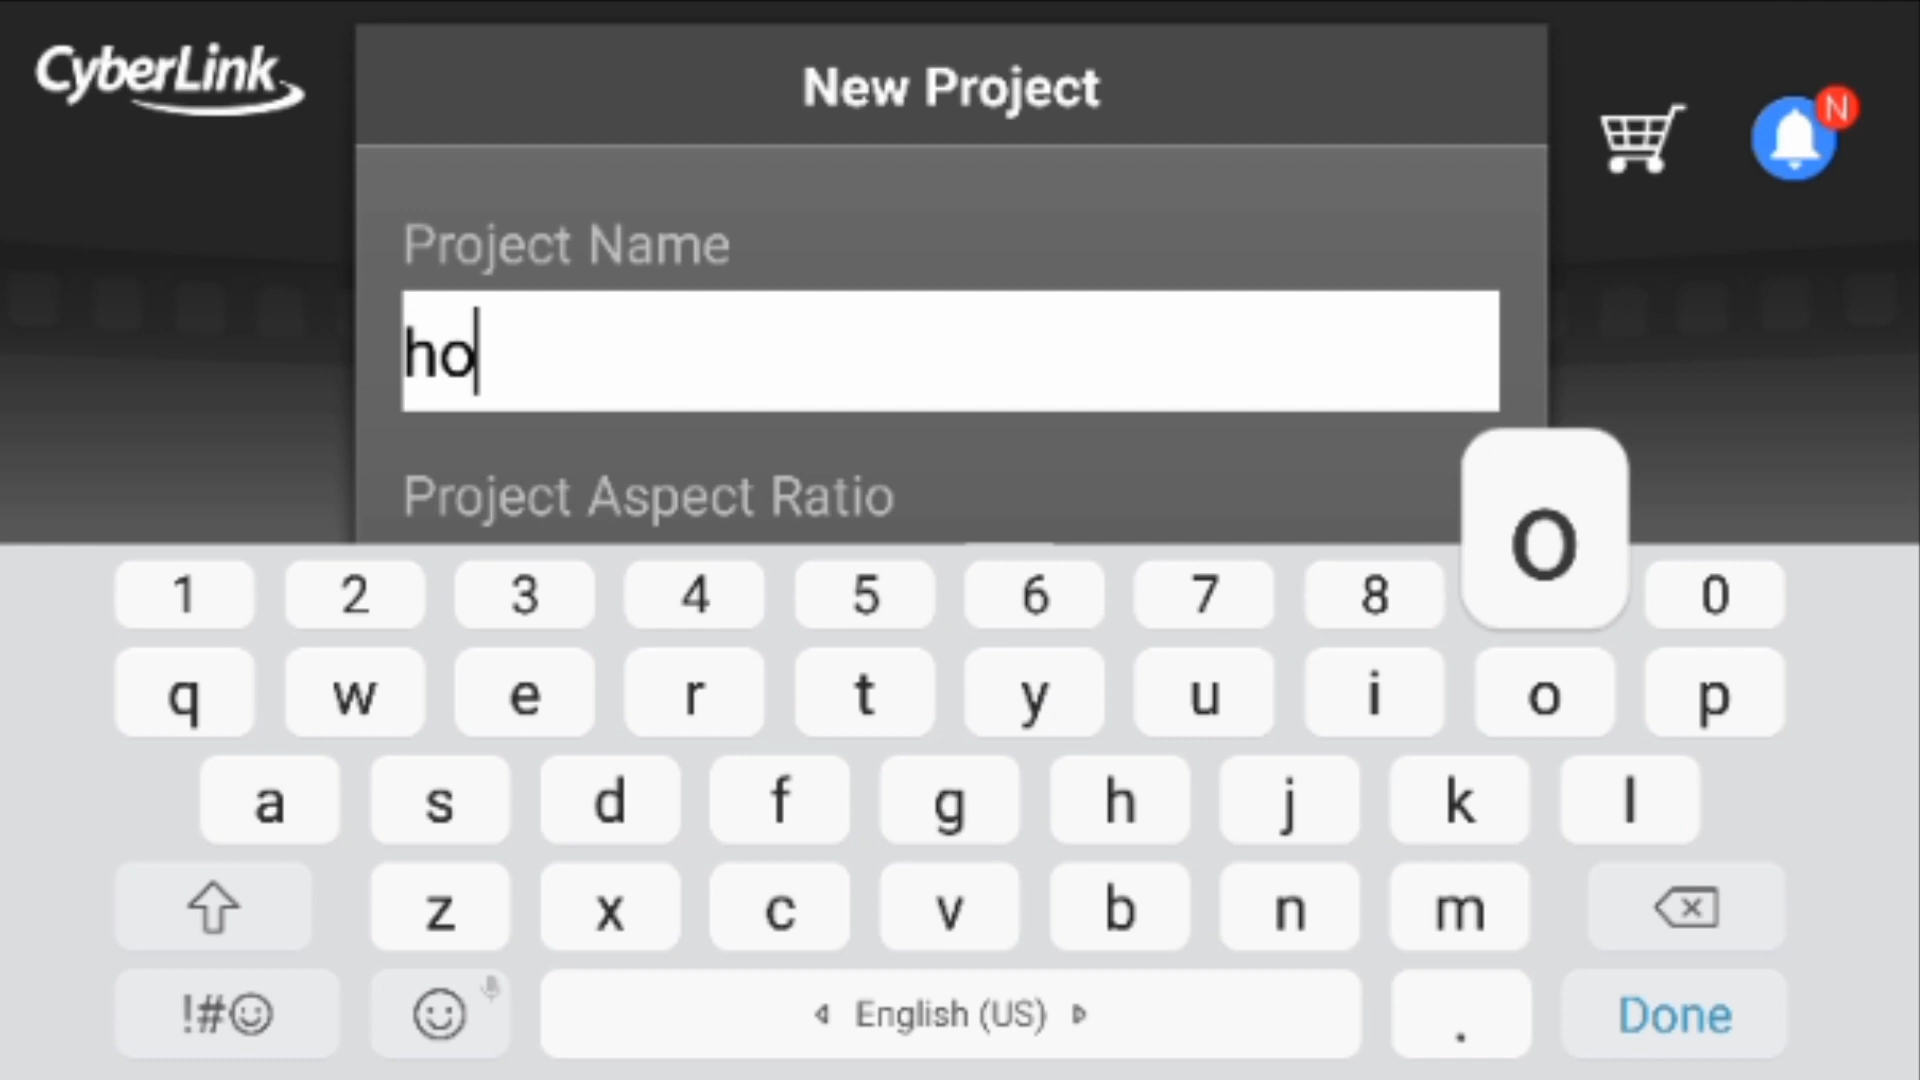 CyberLink
New Project
N
Project Name
ho
Project Aspect Ratio
o
1 2 3 4 5 6 7 8 0
q w e r t y u i o p
a s d f g h j k l
z x c v b n m
!# English (US) . Done